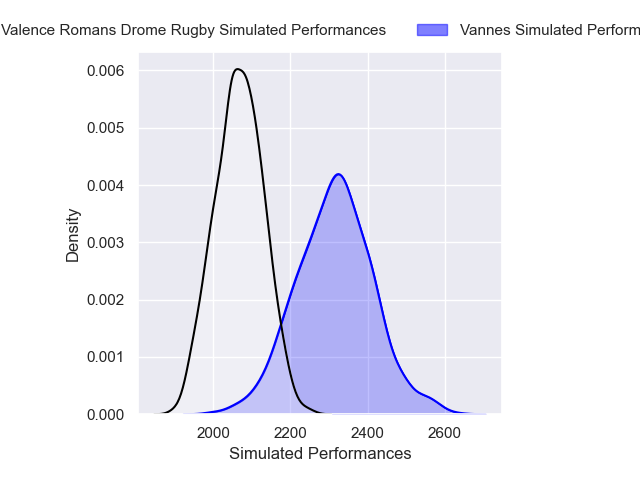 Valence Romans Drome Rugby Simulated Performances
Vannes Simulated Perform
0.006
0.005
0.004
0.003
0.002
0.001
0.000
Density
2000 2200 2400 2600
Simulated Performances